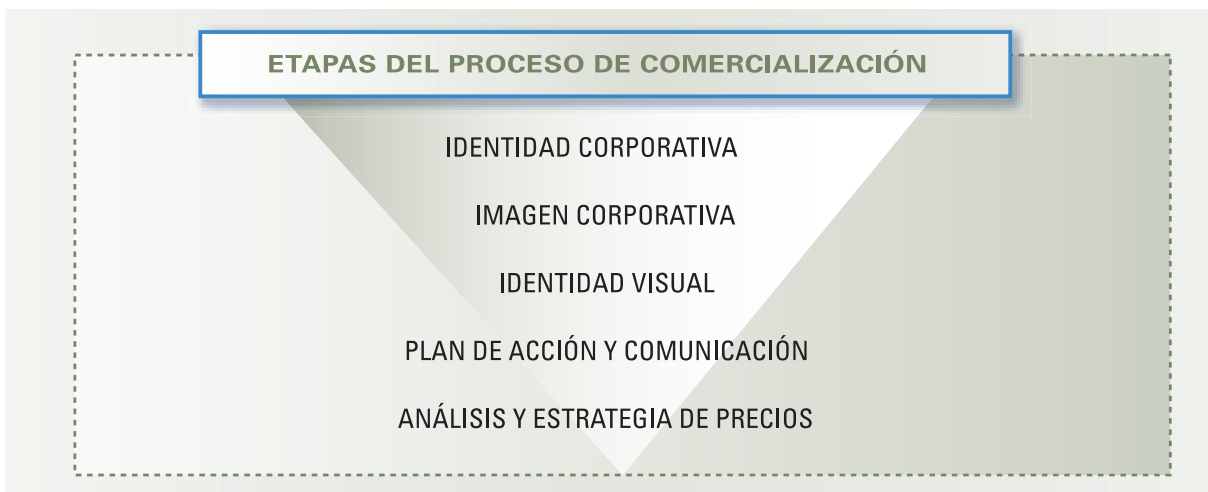 ETAPAS DEL PROCESO DE COMERCIALIZACIÓN
IDENTIDAD CORPORATIVA
IMAGEN CORPORATIVA
IDENTIDAD VISUAL
PLAN DE ACCIÓN Y COMUNICACIÓN
ANÁLISIS Y ESTRATEGIA DE PRECIOS